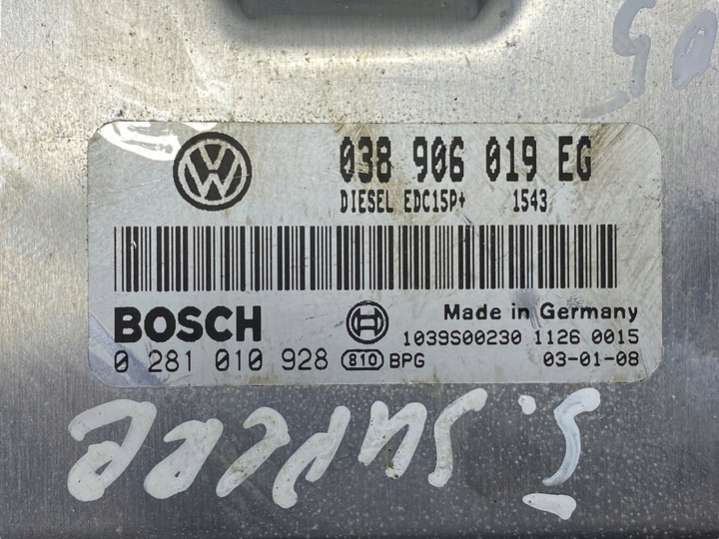 038 906 019 EG
DIESEL EDC15P+ 1543
BOSCH
Made in Germany
1039S00230 1126 0015
0 281 010 928 810 BPG 03-01-08